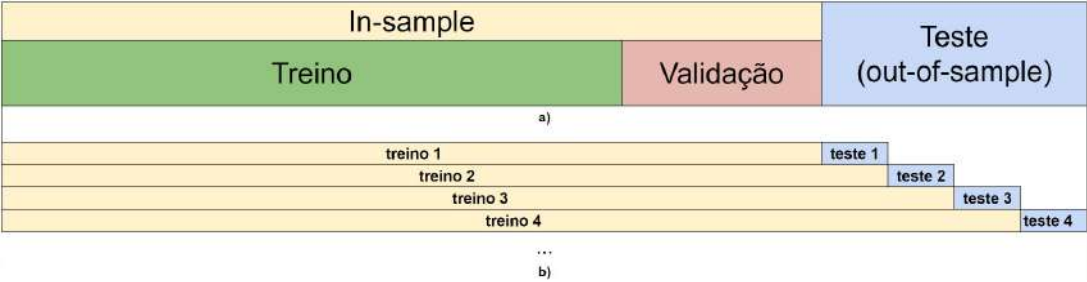 In-sample
Treino
Validação
Teste
(out-of-sample)
a)
treino 1
teste 1
treino 2
teste 2
treino 3
teste 3
treino 4
teste 4
...
b)